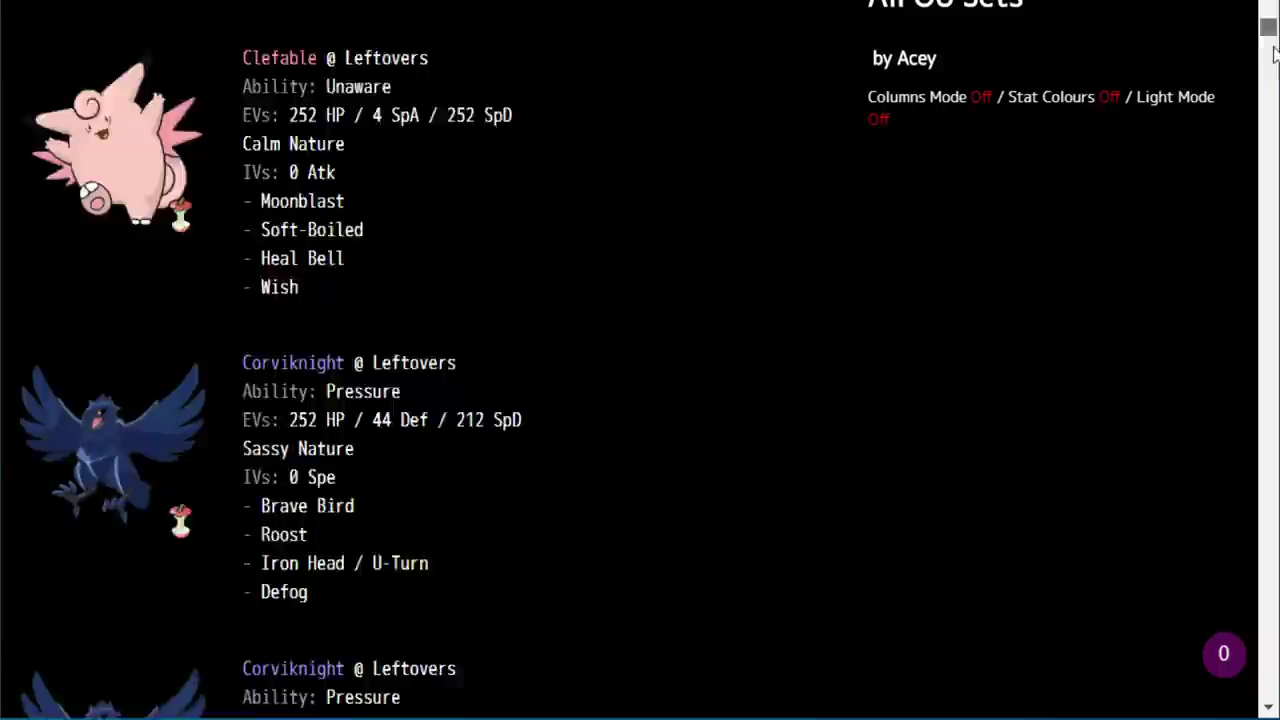 All OU Sets
Clefable @ Leftovers
Ability: Unaware
EVs: 252 HP / 4 SpA / 252 SpD
Calm Nature
IVs: 0 Atk
- Moonblast
- Soft-Boiled
- Heal Bell
- Wish
by Acey
Columns Mode Off / Stat Colours Off / Light Mode
Off
Corviknight @ Leftovers
Ability: Pressure
EVs: 252 HP / 44 Def / 212 SpD
Sassy Nature
IVs: 0 Spe
- Brave Bird
- Roost
- Iron Head / U-Turn
- Defog
Corviknight @ Leftovers
Ability: Pressure
0